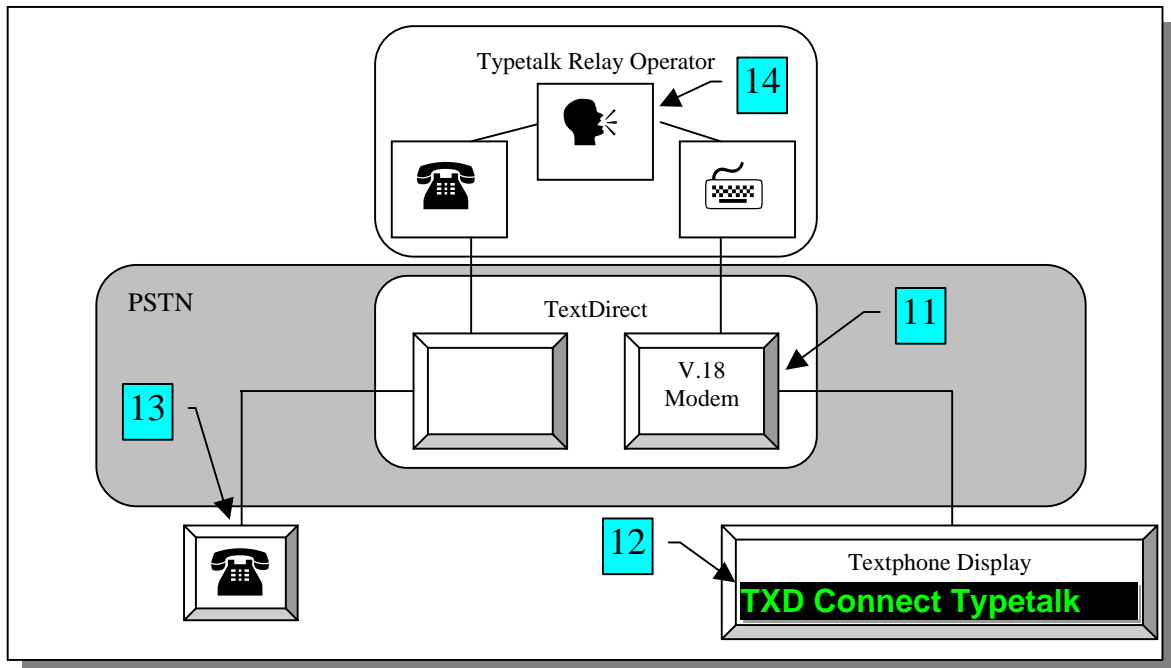 Typetalk Relay Operator
14
PSTN
TextDirect
11
V.18
Modem
13
12
Textphone Display
TXD Connect Typetalk